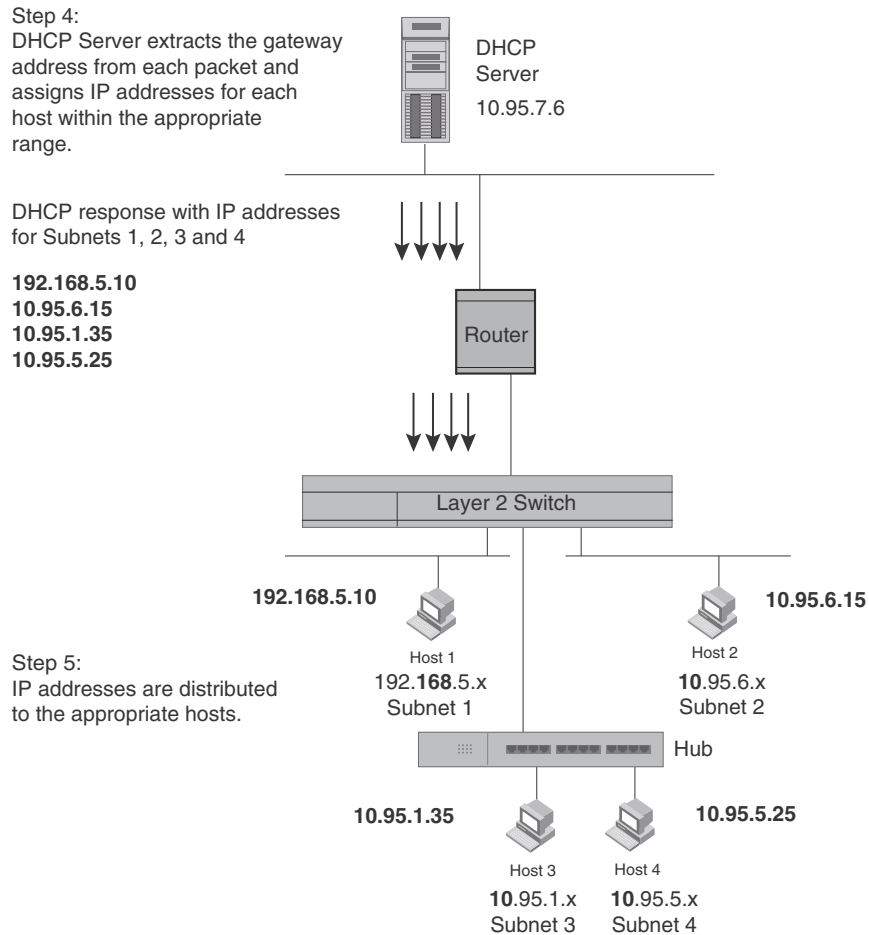 Step 4:
DHCP Server extracts the gateway
address from each packet and
assigns IP addresses for each
host within the appropriate
range.
DHCP
Server
10.95.7.6
DHCP response with IP addresses
for Subnets 1, 2, 3 and 4
192.168.5.10
10.95.6.15
10.95.1.35
10.95.5.25
Router
Layer 2 Switch
192.168.5.10
10.95.6.15
Host 1
192.168.5.x
Subnet 1
Host 2
10.95.6.x
Subnet 2
Step 5:
IP addresses are distributed
to the appropriate hosts.
Hub
10.95.1.35
10.95.5.25
Host 3
10.95.1.x
Subnet 3
Host 4
10.95.5.x
Subnet 4